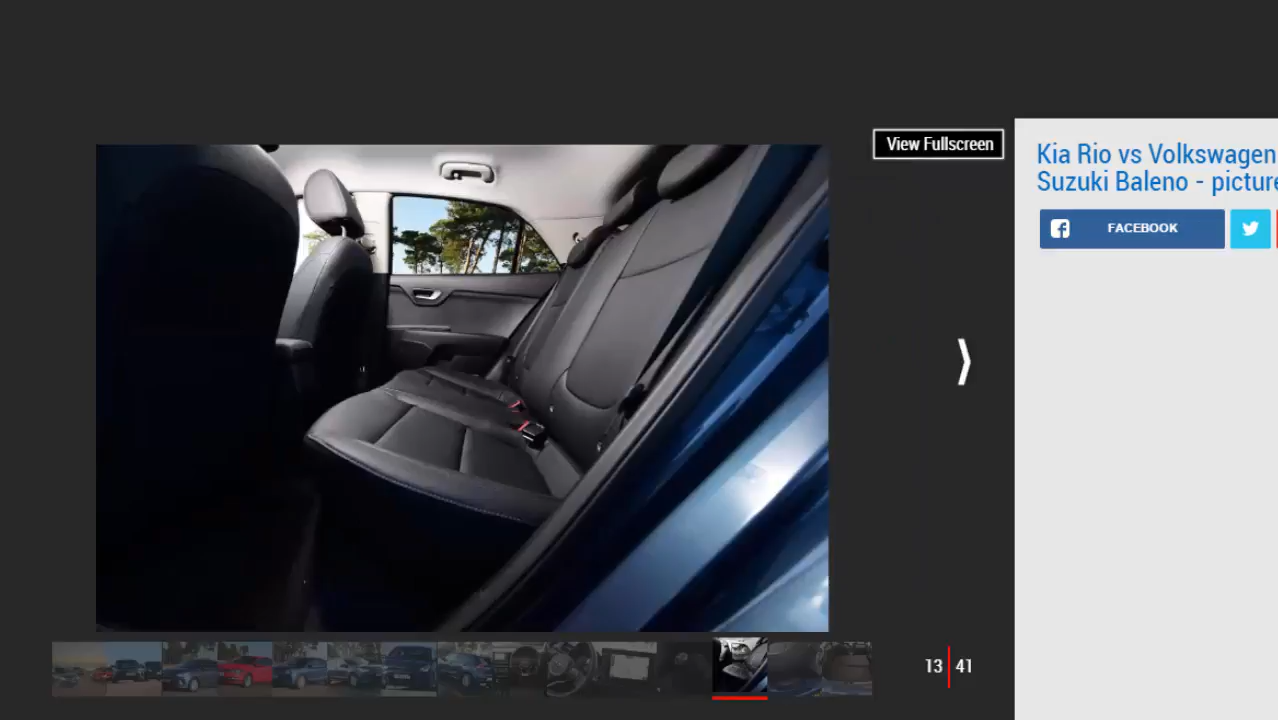 View Fullscreen
Kia Rio vs Volkswagen
Suzuki Baleno - picture
FACEBOOK
13 41